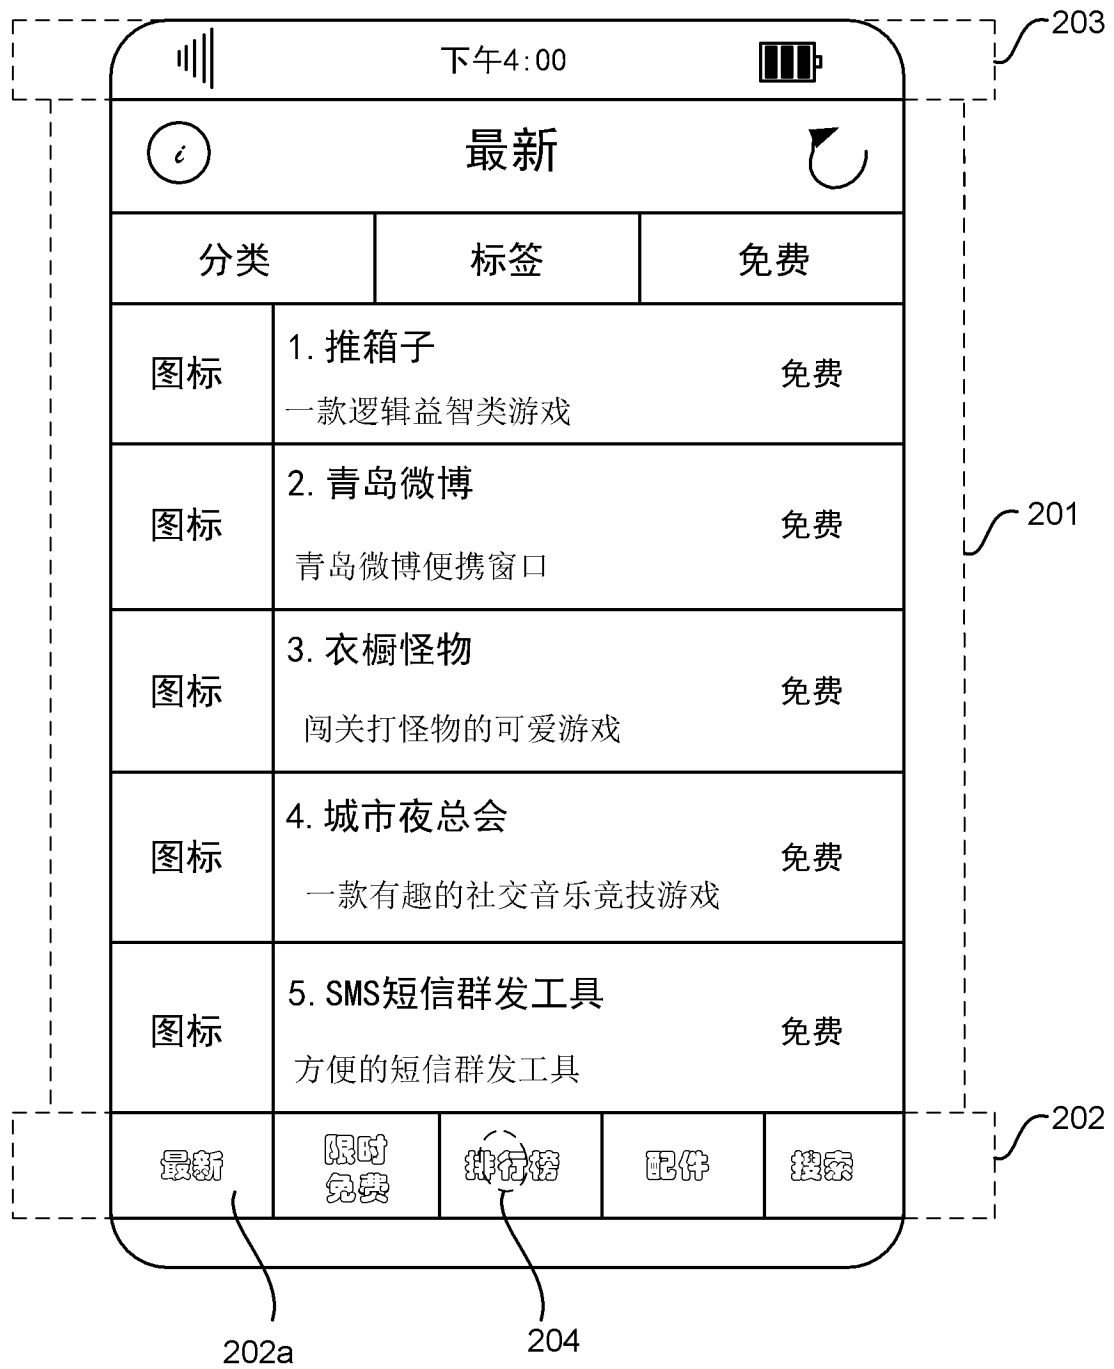 203
下午4:00
i
最新
分类 标签 免费
图标
1. 推箱子
一款逻辑益智类游戏
免费
图标
2. 青岛微博
青岛微博便携窗口
免费
201
图标
3. 衣橱怪物
闯关打怪物的可爱游戏
免费
图标
4. 城市夜总会
一款有趣的社交音乐竞技游戏
免费
图标
5. SMS短信群发工具
方便的短信群发工具
免费
202
最新
限时
免费
排行榜
配件
搜索
202a
204